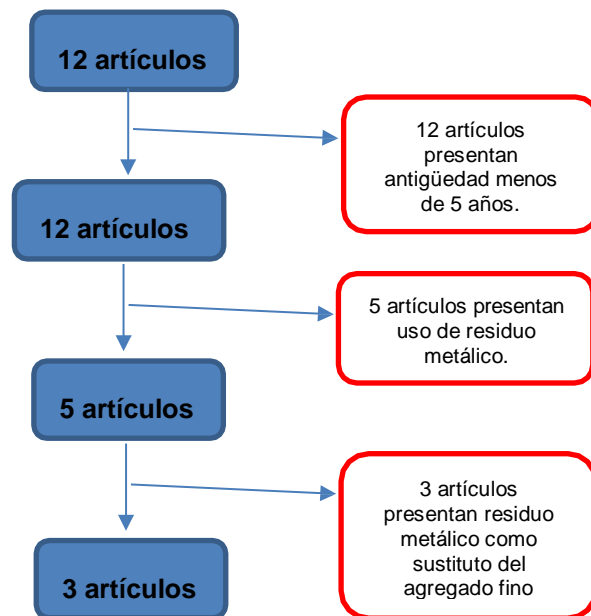 12 artículos
12 artículos
presentan
antigüedad menos
de 5 años.
12 artículos
5 artículos presentan
uso de residuo
metálico.
5 artículos
3 artículos
presentan residuo
metálico como
sustituto del
agregado fino
3 artículos